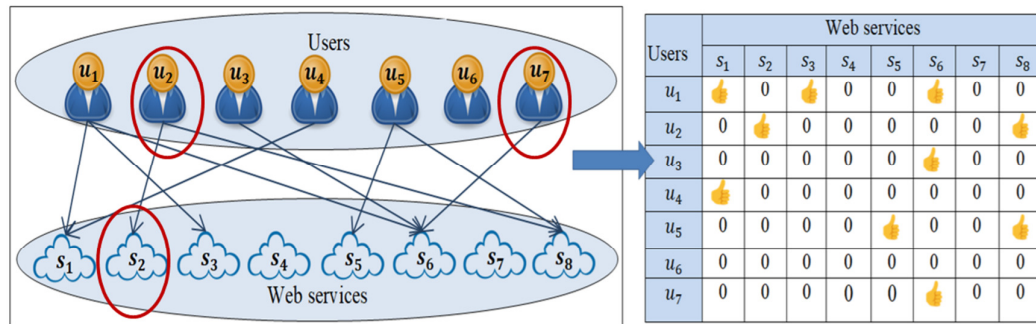 Users
u1 u2 u3 u4 u5 u6 u7
s1 s2 s3 s4 s5 s6 s7 s8
Web services
Users Web services
s1 s2 s3 s4 s5 s6 s7 s8
u1 0 0 0 0 0
u2 0 0 0 0 0 0
u3 0 0 0 0 0 0 0
u4 0 0 0 0 0 0 0
u5 0 0 0 0 0 0
u6 0 0 0 0 0 0 0 0
u7 0 0 0 0 0 0 0